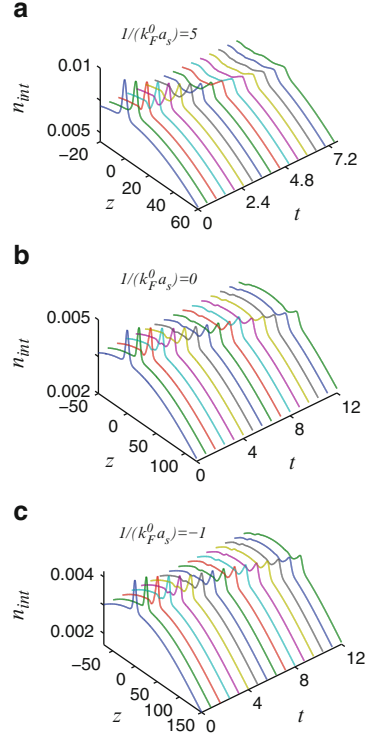 a
1/(k_F^0 a_s)=5
0.01
n_int
0.005
−20
0
20
40
60
z
0
2.4
4.8
7.2
t
b
1/(k_F^0 a_s)=0
0.005
n_int
0.002
−50
0
50
100
z
0
4
8
12
t
c
1/(k_F^0 a_s)=−1
0.004
n_int
0.002
−50
0
50
100
150
z
0
4
8
12
t